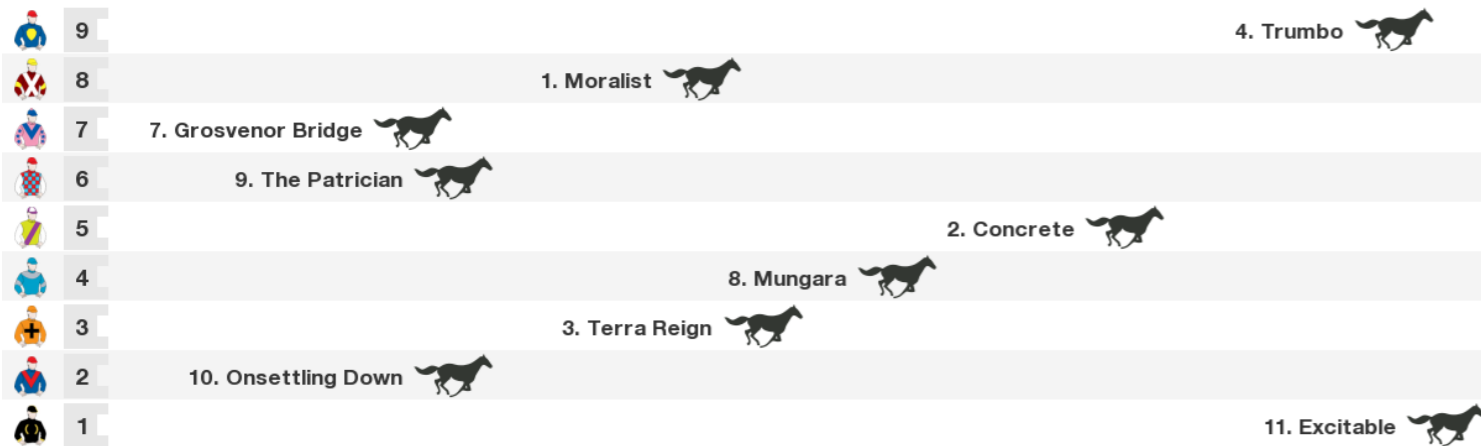 9 4. Trumbo
8 1. Moralist
7 7. Grosvenor Bridge
6 9. The Patrician
5 2. Concrete
4 8. Mungara
3 3. Terra Reign
2 10. Onsettling Down
1 11. Excitable